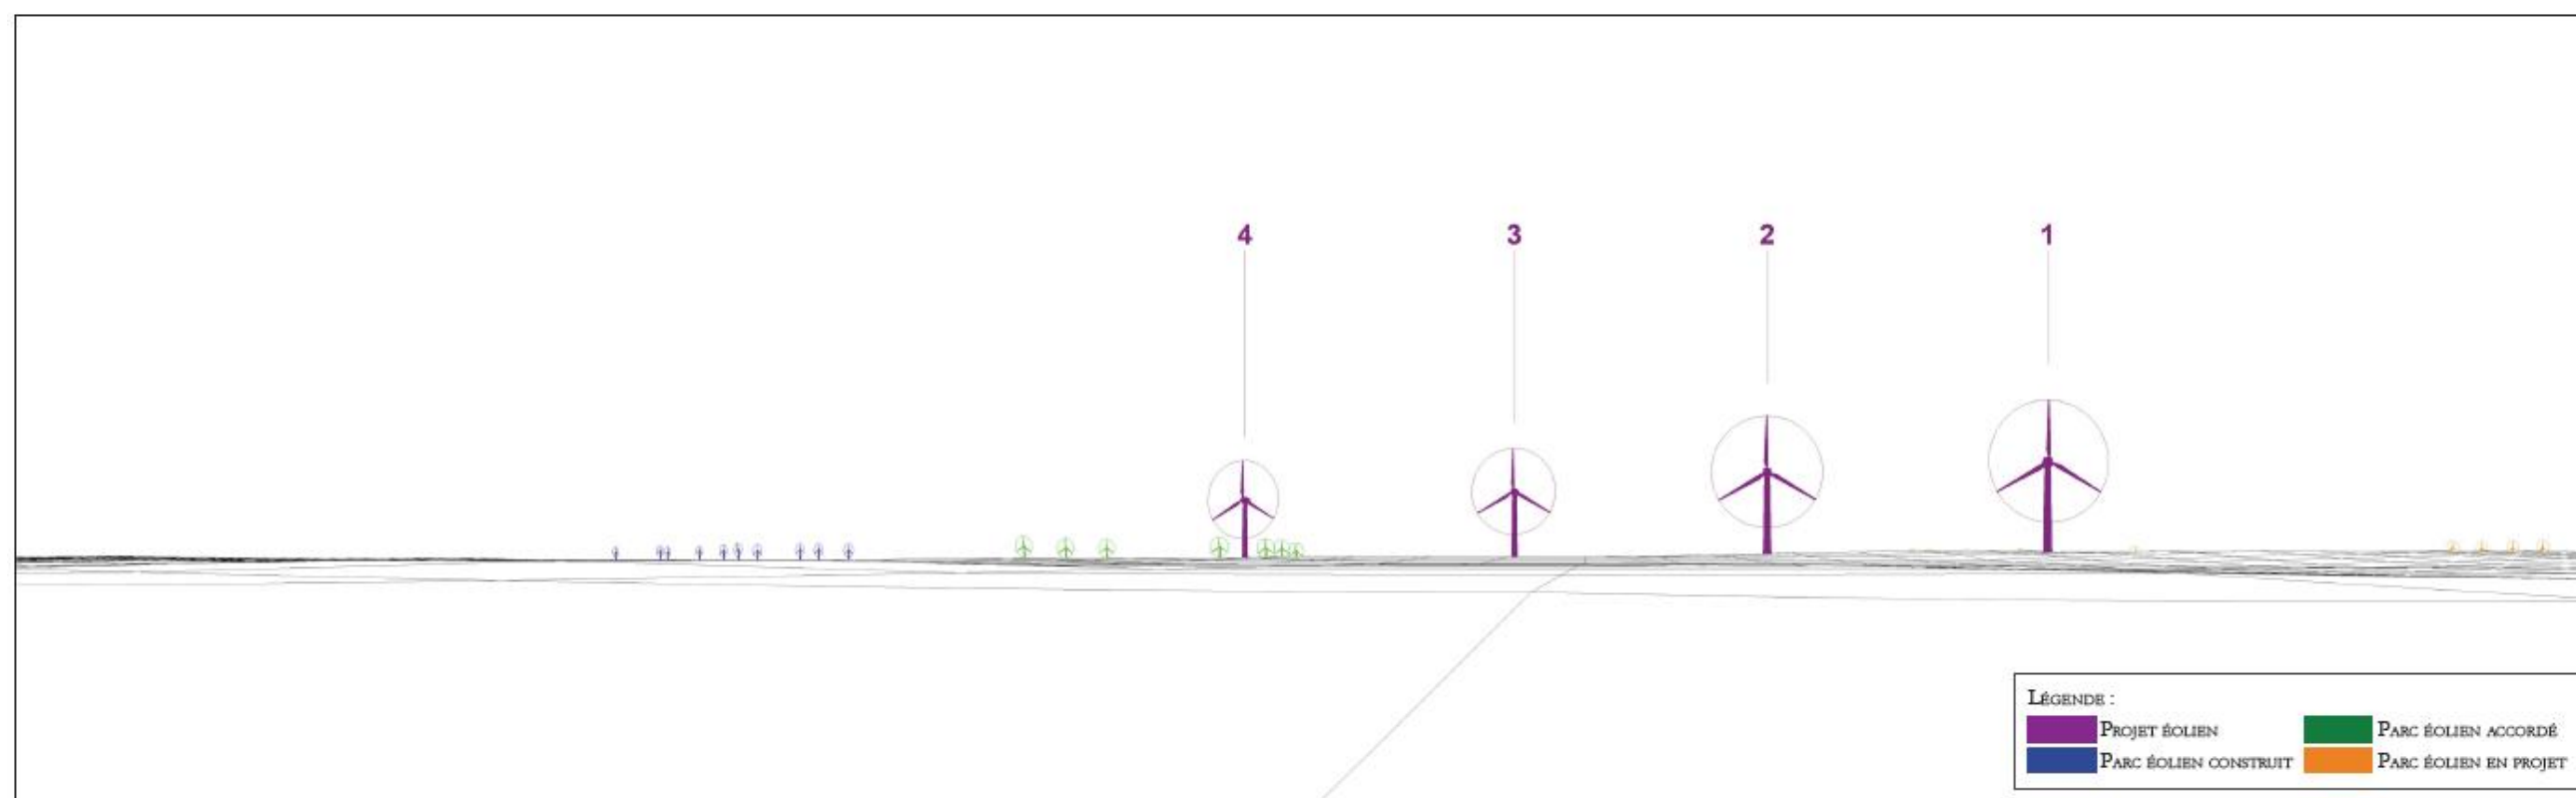 4 3 2 1
LÉGENDE :
PROJET ÉOLIEN PARC ÉOLIEN ACCORDÉ
PARC ÉOLIEN CONSTRUIT PARC ÉOLIEN EN PROJET